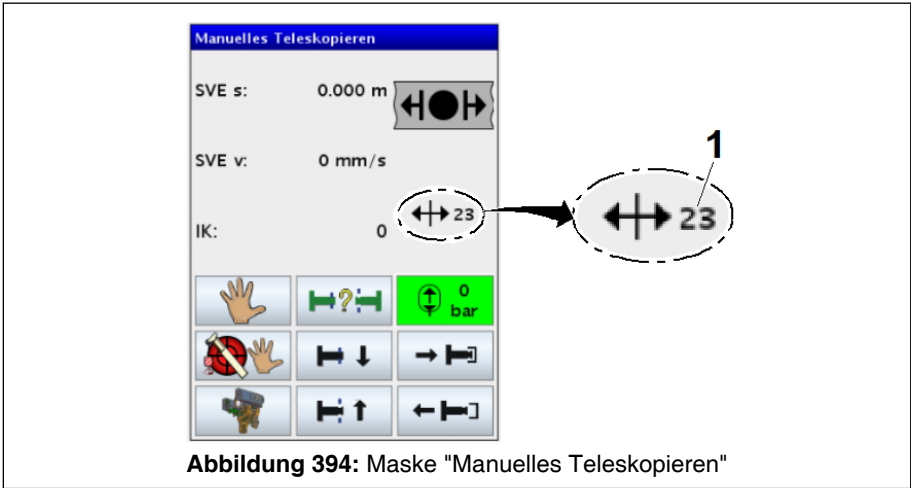 Manuelles Teleskopieren
SVE s: 0.000 m
SVE v: 0 mm/s
1
23
23
IK: 0
?
0
bar
Abbildung 394: Maske "Manuelles Teleskopieren"